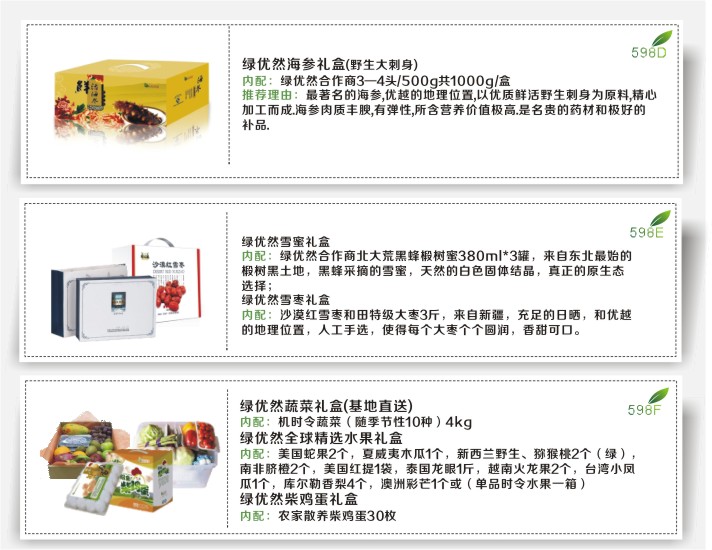 598D
绿优然海参礼盒(野生大刺身)
内配：绿优然合作商3—4头/500g共1000g/盒
推荐理由：最著名的海参,优越的地理位置,以优质鲜活野生刺身为原料,精心
加工而成.海参肉质丰腴,有弹性,所含营养价值极高.是名贵的药材和极好的
补品.
鲜活海参
海参
598E
绿优然雪蜜礼盒
内配：绿优然合作商北大荒黑蜂椴树蜜380ml*3罐，来自东北最始的
椴树黑土地，黑蜂采摘的雪蜜，天然的白色固体结晶，真正的原生态
选择；
绿优然雪枣礼盒
内配：沙漠红雪枣和田特级大枣3斤，来自新疆，充足的日晒，和优越
的地理位置，人工手选，使得每个大枣个个圆润，香甜可口。
沙漠红雪枣
598F
绿优然蔬菜礼盒(基地直送)
内配：机时令蔬菜（随季节性10种）4kg
绿优然全球精选水果礼盒
内配：美国蛇果2个，夏威夷木瓜1个，新西兰野生、猕猴桃2个（绿），
南非脐橙2个，美国红提1袋，泰国龙眼1斤，越南火龙果2个，台湾小凤
瓜1个，库尔勒香梨4个，澳洲彩芒1个或（单品时令水果一箱）
绿优然柴鸡蛋礼盒
内配：农家散养柴鸡蛋30枚